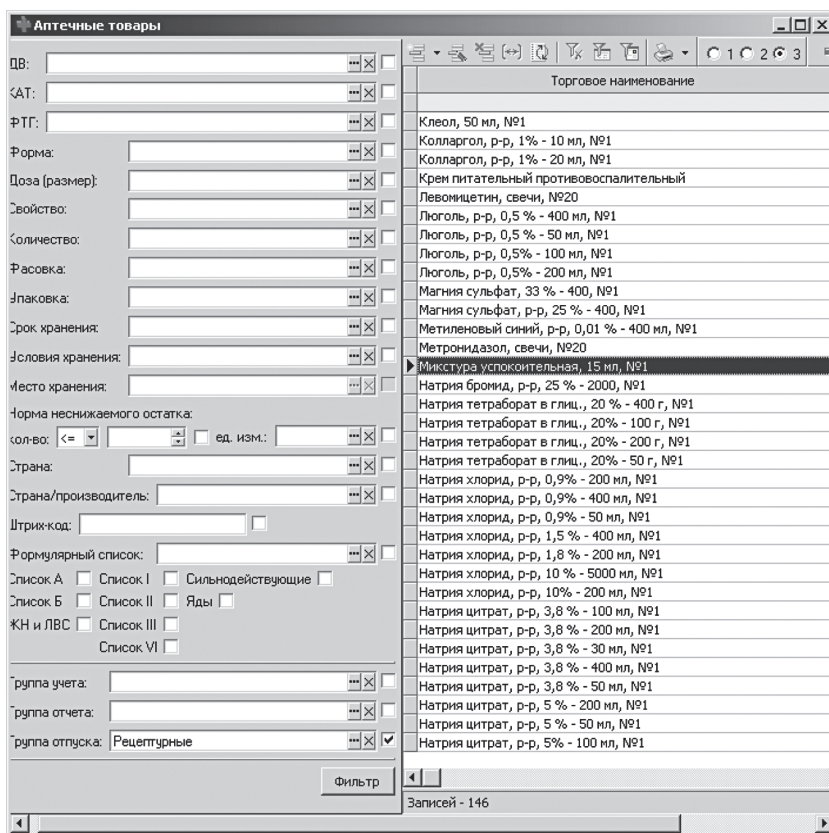 Аптечные товары
ДВ:
КАТ:
ФТГ:
Форма:
Доза (размер):
Свойство:
Количество:
Фасовка:
Упаковка:
Срок хранения:
Условия хранения:
Место хранения:
Норма неснижаемого остатка:
кол-во: <= ед. изм.:
Страна:
Страна/производитель:
Штрих-код:
Формулярный список:
Список А Список I Сильнодействующие
Список Б Список II Яды
ЖН и ЛВС Список III
Список VI
Группа учета:
Группа отчета:
Группа отпуска: Рецептурные
Фильтр
1 2 3
Торговое наименование
Клеол, 50 мл, №1
Колларгол, р-р, 1% - 10 мл, №1
Колларгол, р-р, 1% - 20 мл, №1
Крем питательный противовоспалительный
Левомицетин, свечи, №20
Люголь, р-р, 0,5 % - 400 мл, №1
Люголь, р-р, 0,5 % - 50 мл, №1
Люголь, р-р, 0,5% - 100 мл, №1
Люголь, р-р, 0,5% - 200 мл, №1
Магния сульфат, 33 % - 400, №1
Магния сульфат, р-р, 25 % - 400, №1
Метиленовый синий, р-р, 0,01 % - 400 мл, №1
Метронидазол, свечи, №20
Микстура успокоительная, 15 мл, №1
Натрия бромид, р-р, 25 % - 2000, №1
Натрия тетраборат в глиц., 20 % - 400 г, №1
Натрия тетраборат в глиц., 20% - 100 г, №1
Натрия тетраборат в глиц., 20% - 200 г, №1
Натрия тетраборат в глиц., 20% - 50 г, №1
Натрия хлорид, р-р, 0,9% - 200 мл, №1
Натрия хлорид, р-р, 0,9% - 400 мл, №1
Натрия хлорид, р-р, 0,9% - 50 мл, №1
Натрия хлорид, р-р, 1,5 % - 400 мл, №1
Натрия хлорид, р-р, 1,8 % - 200 мл, №1
Натрия хлорид, р-р, 10 % - 5000 мл, №1
Натрия хлорид, р-р, 10% - 200 мл, №1
Натрия цитрат, р-р, 3,8 % - 100 мл, №1
Натрия цитрат, р-р, 3,8 % - 200 мл, №1
Натрия цитрат, р-р, 3,8 % - 30 мл, №1
Натрия цитрат, р-р, 3,8 % - 400 мл, №1
Натрия цитрат, р-р, 3,8 % - 50 мл, №1
Натрия цитрат, р-р, 5 % - 200 мл, №1
Натрия цитрат, р-р, 5 % - 50 мл, №1
Натрия цитрат, р-р, 5% - 100 мл, №1
Записей - 146